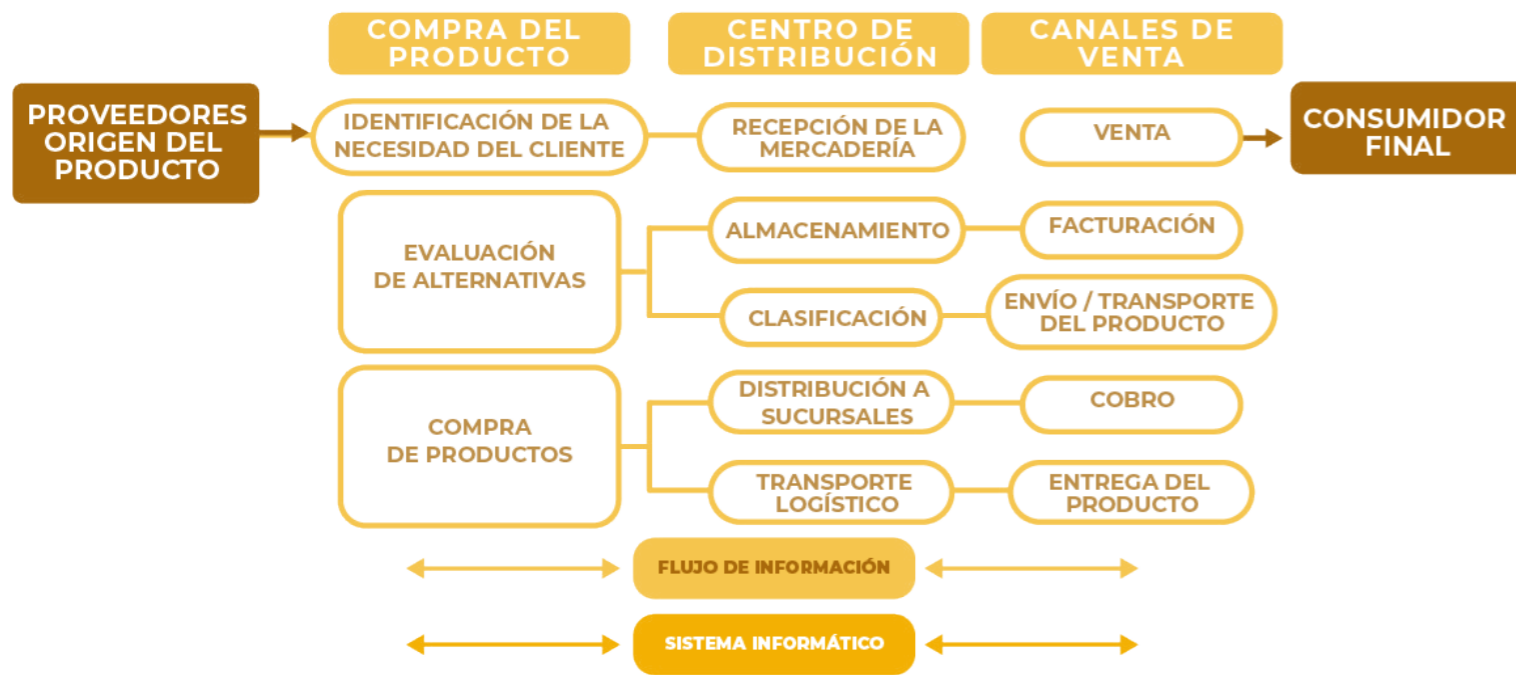 COMPRA DEL
PRODUCTO
CENTRO DE
DISTRIBUCIÓN
CANALES DE
VENTA
PROVEEDORES
ORIGEN DEL
PRODUCTO
IDENTIFICACIÓN DE LA
NECESIDAD DEL CLIENTE
RECEPCIÓN DE LA
MERCADERÍA
VENTA
CONSUMIDOR
FINAL
EVALUACIÓN
DE ALTERNATIVAS
ALMACENAMIENTO
FACTURACIÓN
CLASIFICACIÓN
ENVÍO / TRANSPORTE
DEL PRODUCTO
COMPRA
DE PRODUCTOS
DISTRIBUCIÓN A
SUCURSALES
COBRO
TRANSPORTE
LOGÍSTICO
ENTREGA DEL
PRODUCTO
FLUJO DE INFORMACIÓN
SISTEMA INFORMÁTICO